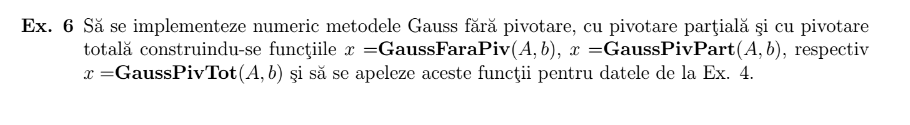 Ex. 6 Să se implementeze numeric metodele Gauss fără pivotare, cu pivotare parţială şi cu pivotare
totală construindu-se funcţiile x =GaussFaraPiv(A, b), x =GaussPivPart(A, b), respectiv
x =GaussPivTot(A, b) şi să se apeleze aceste funcţii pentru datele de la Ex. 4.